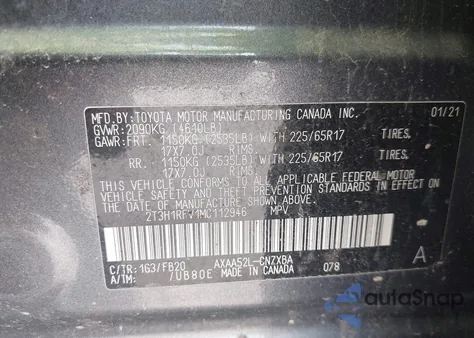 MFD.BY:TOYOTA MOTOR MANUFACTURING CANADA INC. 01/21
GVWR:2090KG (4610LB)
GAWR:FRT. 1150KG (2535LB) WITH 225/65R17 TIRES,
17X7.0J RIMS,
RR. 1150KG (2535LB) WITH 225/65R17 TIRES,
17X7.0J RIMS,
THIS VEHICLE CONFORMS TO ALL APPLICABLE FEDERAL MOTOR
VEHICLE SAFETY AND THEFT PREVENTION STANDARDS IN EFFECT ON
THE DATE OF MANUFACTURE SHOWN ABOVE.
2T3H1RFV1MC112946 MPV
C/TR:1G3/FB20 AXAA52L-CNZXBA A
A/TM: /UB80E MADE IN CANADA 078
autoSnap